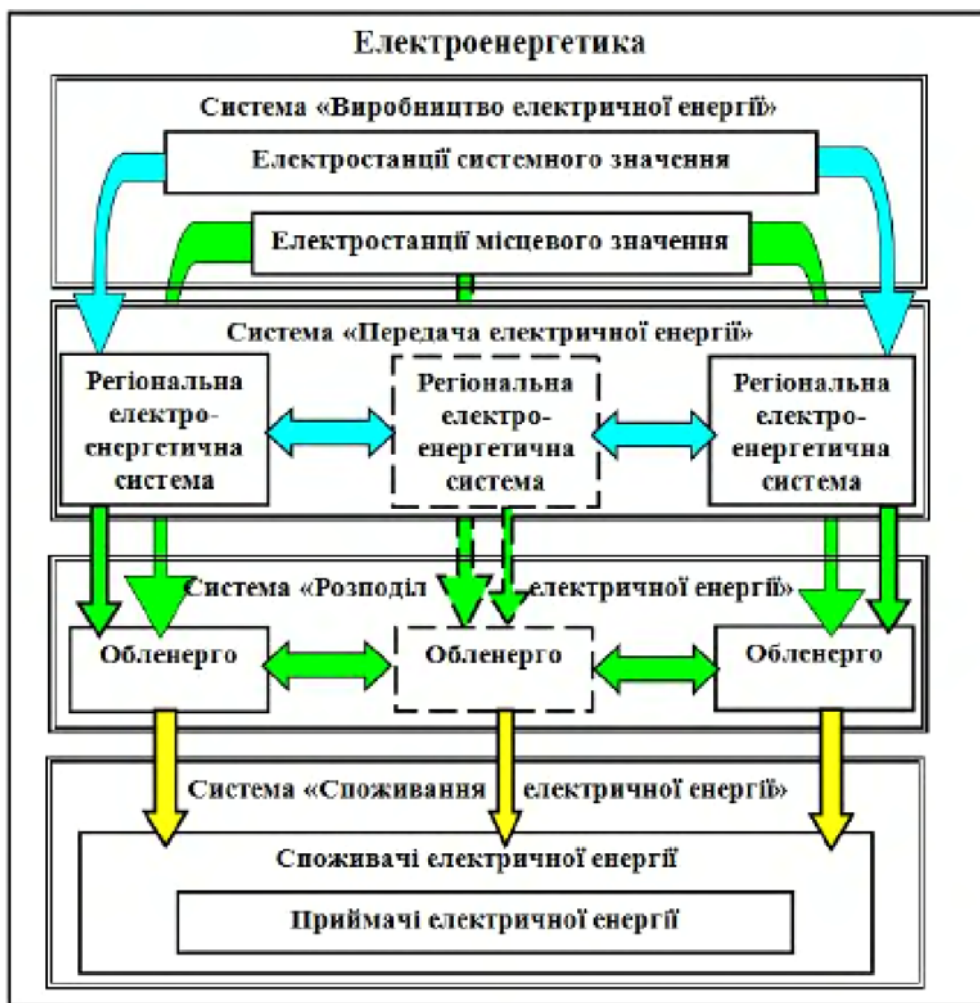 Електроенергетика
Система «Виробництво електричної енергії»
Електростанції системного значення
Електростанції місцевого значення
Система «Передача електричної енергії»
Регіональна
електро-
енергетична
система
Регіональна
електро-
енергетична
система
Регіональна
електро-
енергетична
система
Система «Розподіл електричної енергії»
Обленерго
Обленерго
Обленерго
Система «Споживання електричної енергії»
Споживачі електричної енергії
Приймачі електричної енергії